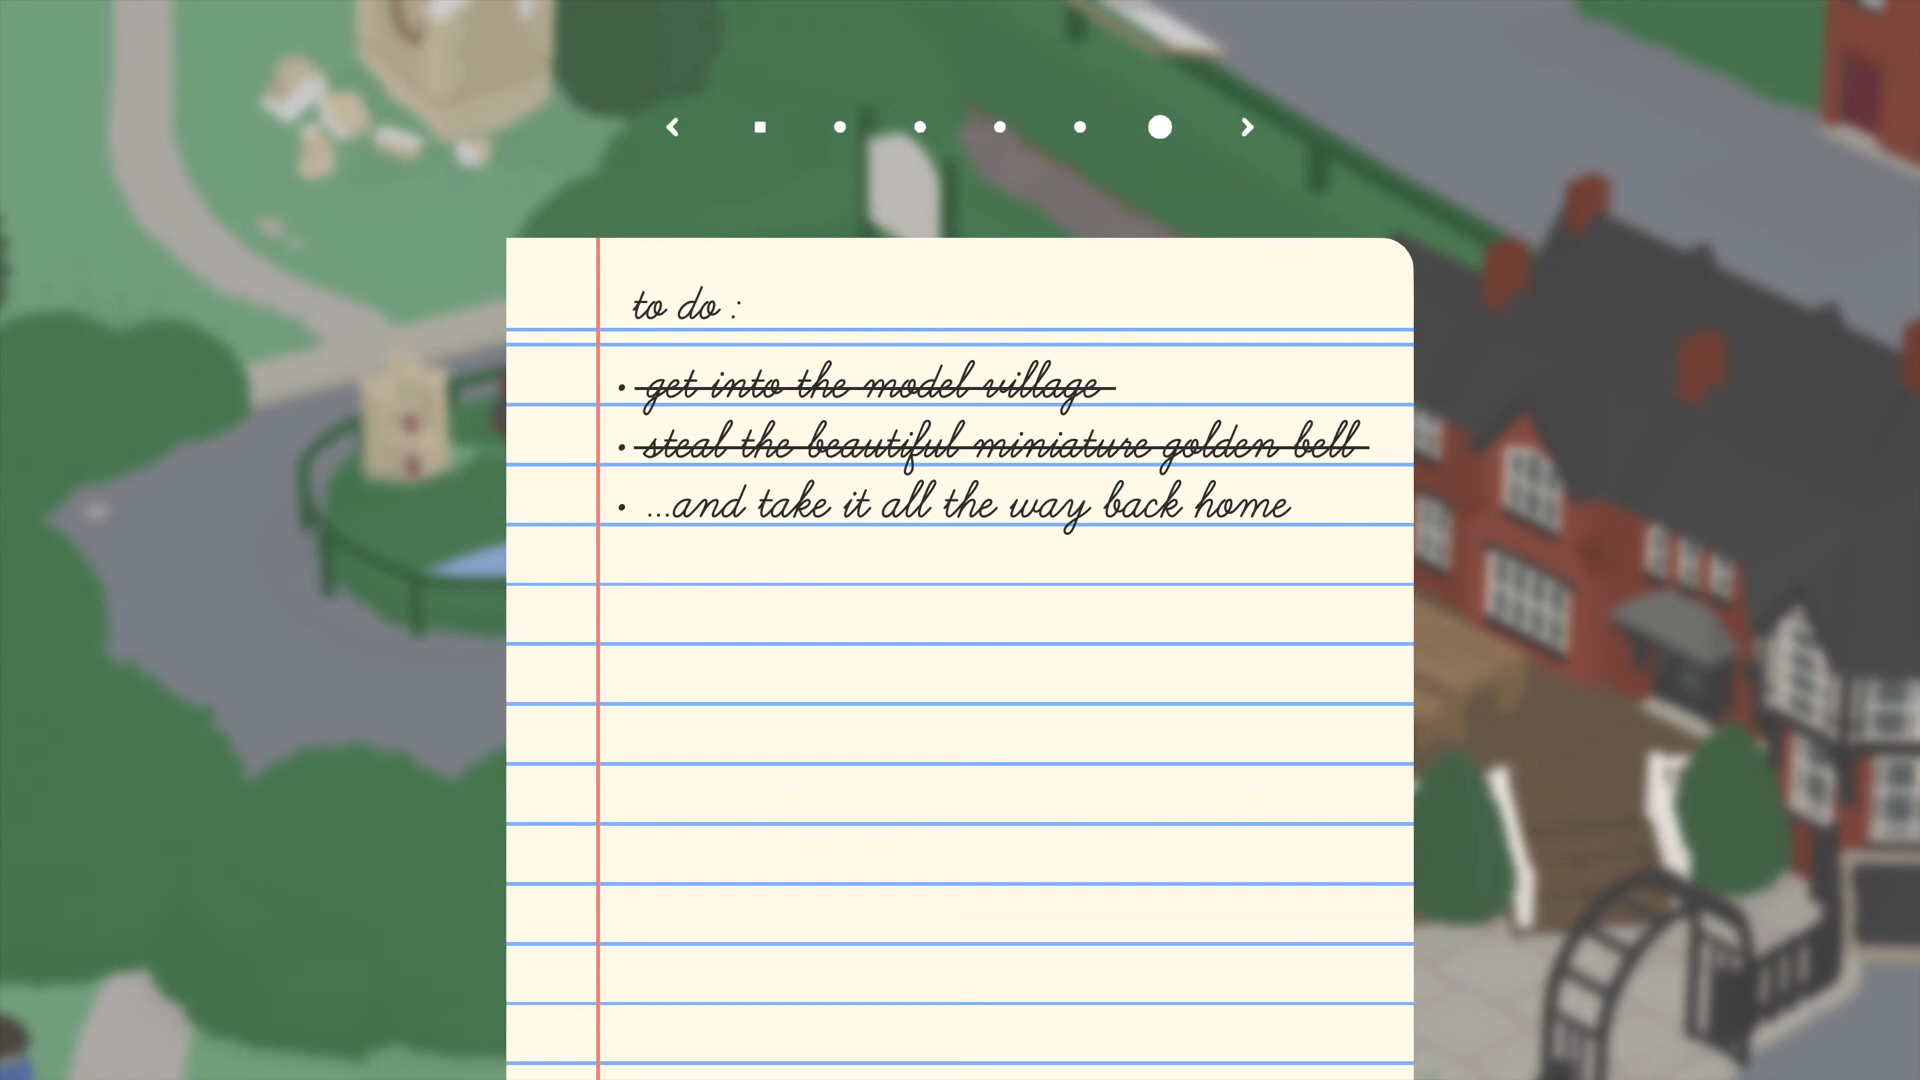 to do :
• get into the model village
• steal the beautiful miniature golden bell
• ...and take it all the way back home